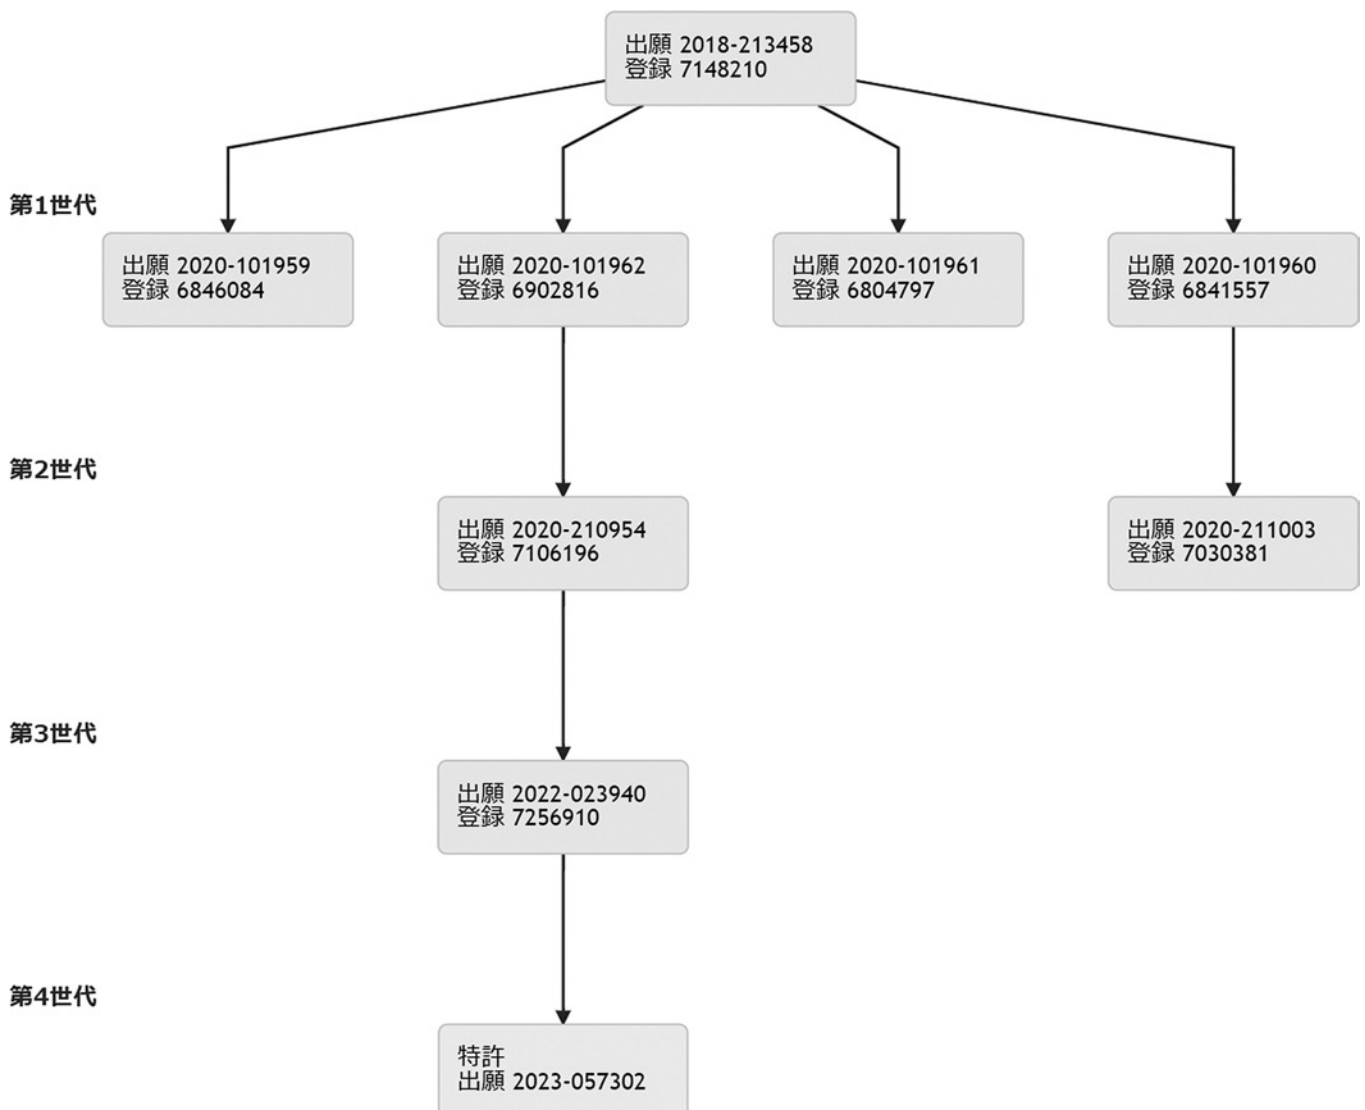 出願 2018-213458
登録 7148210
第1世代
出願 2020-101959
登録 6846084
出願 2020-101962
登録 6902816
出願 2020-101961
登録 6804797
出願 2020-101960
登録 6841557
第2世代
出願 2020-210954
登録 7106196
出願 2020-211003
登録 7030381
第3世代
出願 2022-023940
登録 7256910
第4世代
特許
出願 2023-057302